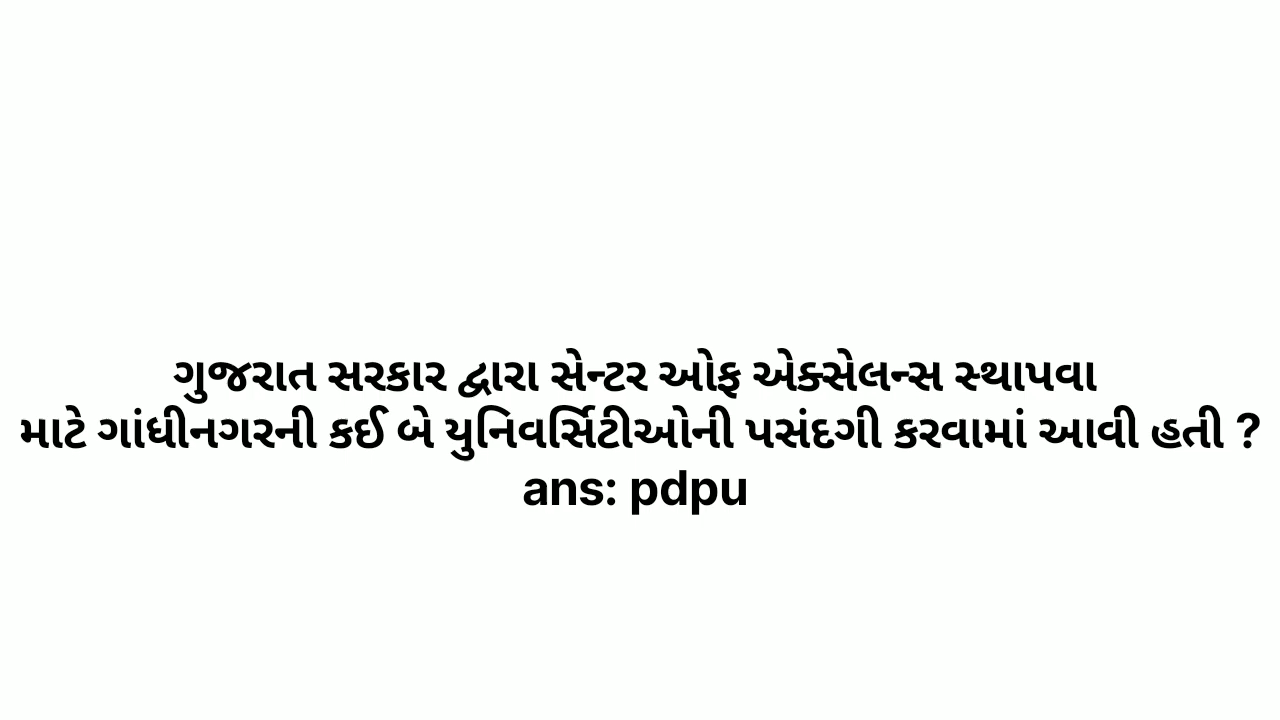 ગુજરાત સરકાર દ્વારા સેન્ટર ઓફ એક્સેલન્સ સ્થાપવા
માટે ગાંધીનગરની કઈ બે યુનિવર્સિટીઓની પસંદગી કરવામાં આવી હતી ?
ans: pdpu